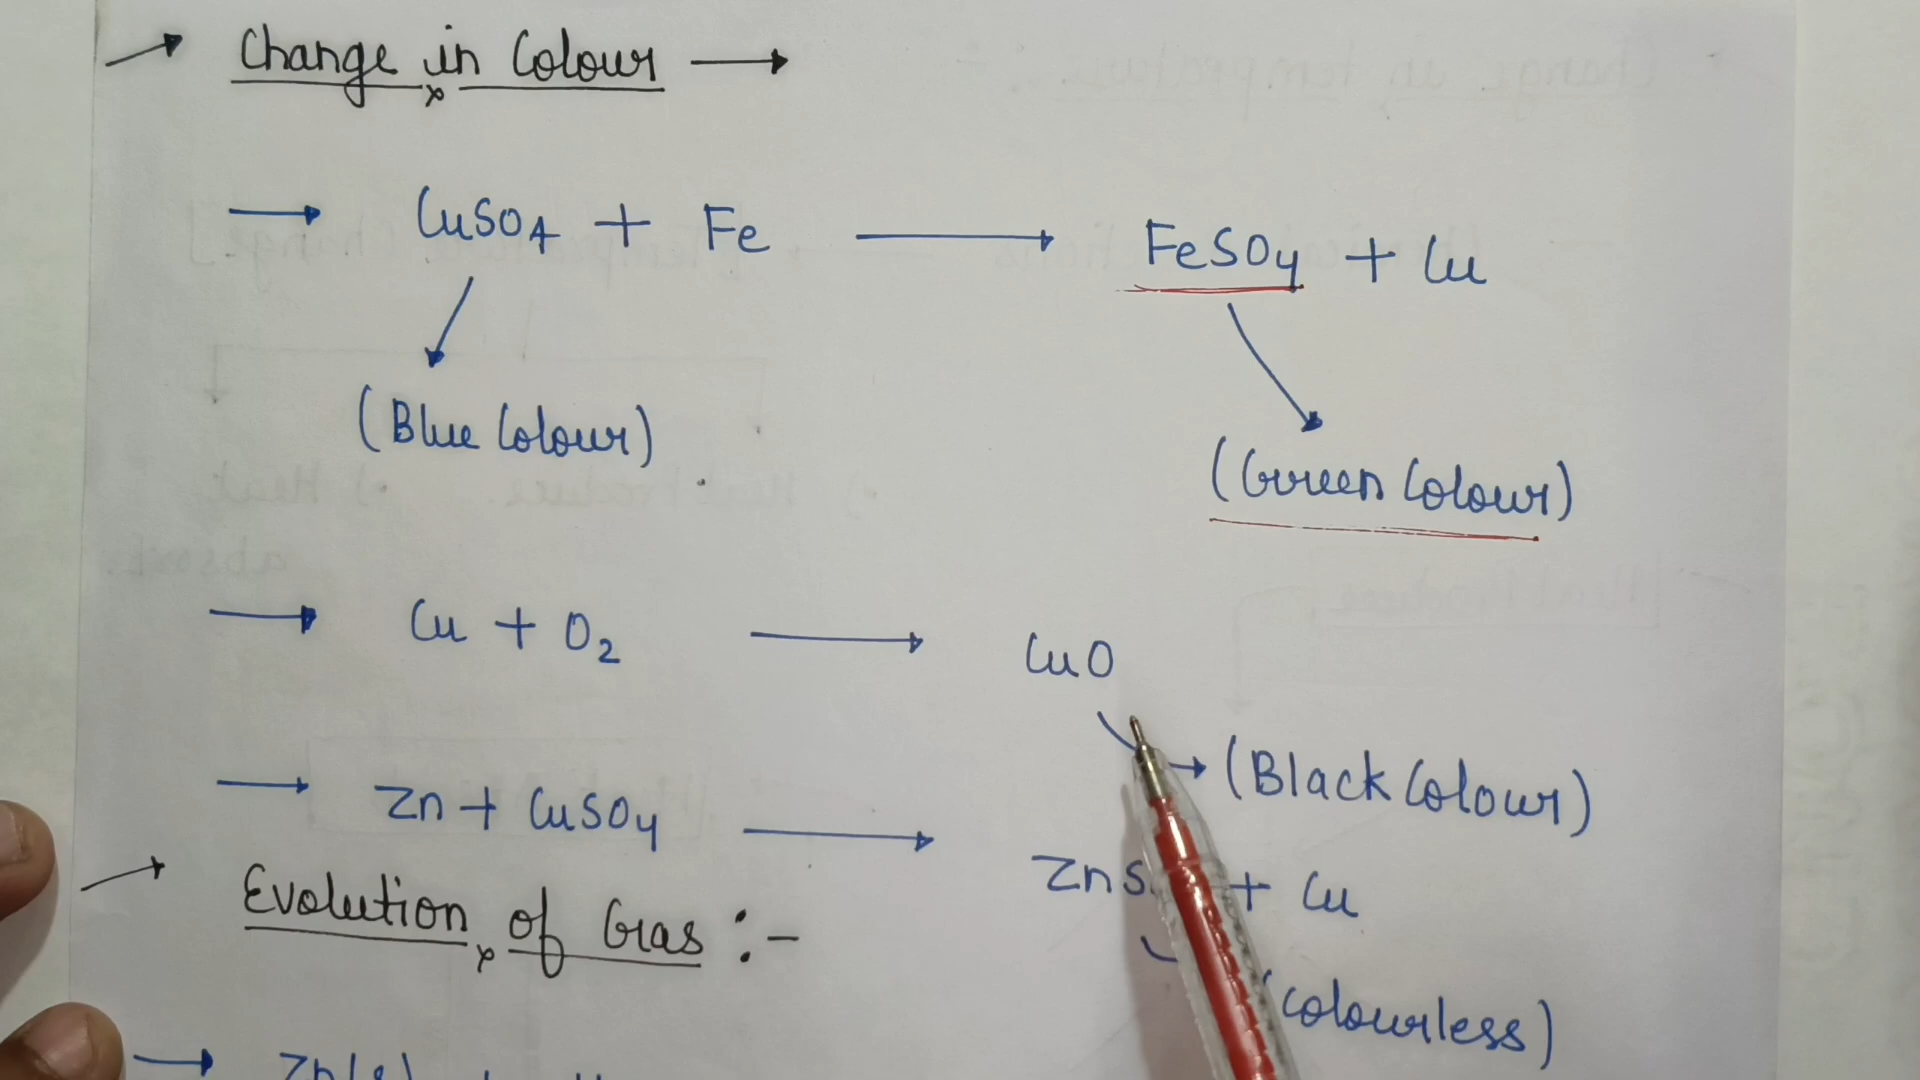 → Change in Colour →
→ CuSO4 + Fe → FeSO4 + Cu
(Blue Colour)
(Green Colour)
→ Cu + O2 → CuO
→ (Black Colour)
→ Zn + CuSO4 →
+ Cu
→ Evolution of Gas :-
(colourless)